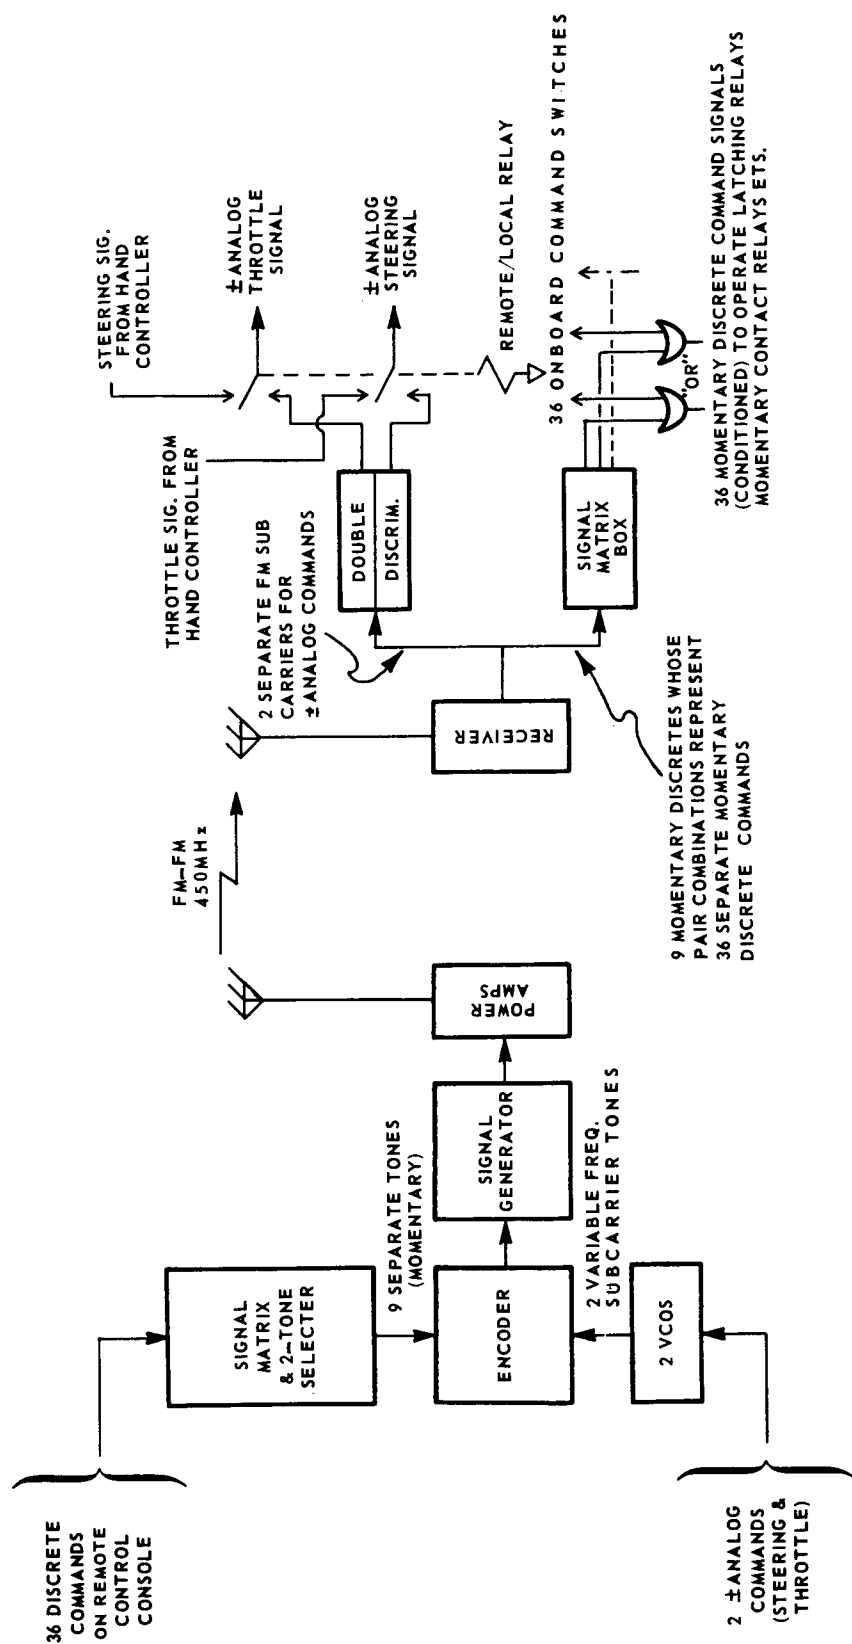 36 DISCRETE
COMMANDS
ON REMOTE
CONTROL
CONSOLE
SIGNAL
MATRIX
& 2-TONE
SELECTER
9 SEPARATE TONES
(MOMENTARY)
ENCODER
2 VARIABLE FREQ.
SUBCARRIER TONES
2 VCOS
2 ±ANALOG
COMMANDS
(STEERING &
THROTTLE)
SIGNAL
GENERATOR
POWER
AMPS
FM-FM
450MHz
RECEIVER
2 SEPARATE FM SUB
CARRIERS FOR
±ANALOG COMMANDS
9 MOMENTARY DISCRETES WHOSE
PAIR COMBINATIONS REPRESENT
36 SEPARATE MOMENTARY
DISCRETE COMMANDS
DOUBLE
DISCRIM.
SIGNAL
MATRIX
BOX
THROTTLE SIG. FROM
HAND CONTROLLER
STEERING SIG.
FROM HAND
CONTROLLER
±ANALOG
THROTTLE
SIGNAL
±ANALOG
STEERING
SIGNAL
REMOTE/LOCAL RELAY
36 ONBOARD COMMAND SWITCHES
"OR"
36 MOMENTARY DISCRETE COMMAND SIGNALS
(CONDITIONED) TO OPERATE LATCHING RELAYS
MOMENTARY CONTACT RELAYS ETS.